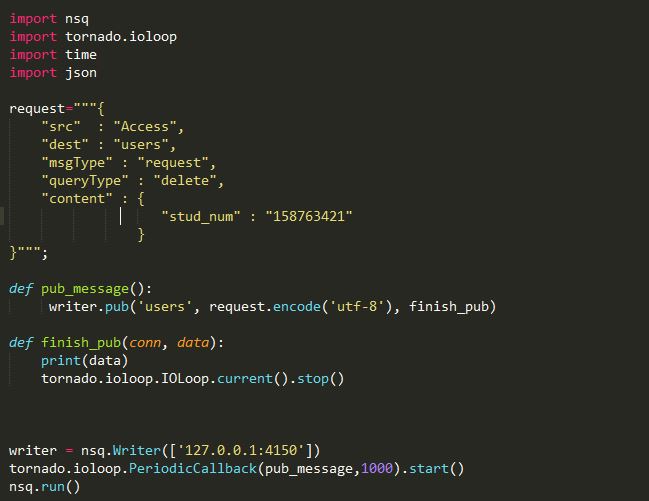 import nsq
import tornado.ioloop
import time
import json
request="""{
"src" : "Access",
"dest" : "users",
"msgType" : "request",
"queryType" : "delete",
"content" : {
"stud_num" : "158763421"
}
}""";
def pub_message():
writer.pub('users', request.encode('utf-8'), finish_pub)
def finish_pub(conn, data):
print(data)
tornado.ioloop.IOLoop.current().stop()
writer = nsq.Writer(['127.0.0.1:4150'])
tornado.ioloop.PeriodicCallback(pub_message,1000).start()
nsq.run()